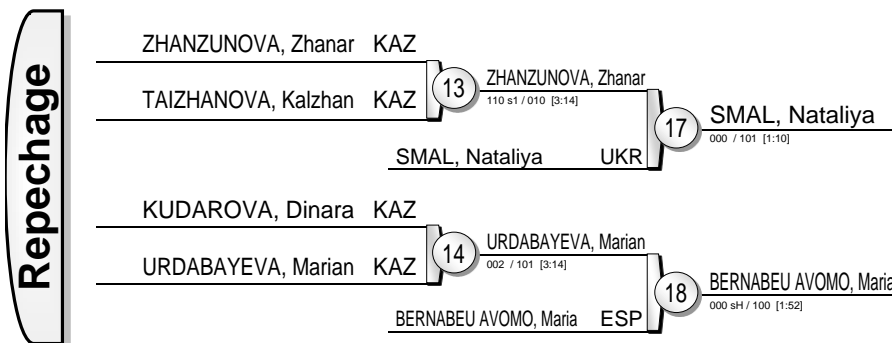 Repechage
ZHANZUNOVA, Zhanar KAZ
TAIZHANOVA, Kalzhan KAZ
13
ZHANZUNOVA, Zhanar
110 s1 / 010 [3:14]
SMAL, Nataliya UKR
17
SMAL, Nataliya
000 / 101 [1:10]
KUDAROVA, Dinara KAZ
URDABAYEVA, Marian KAZ
14
URDABAYEVA, Marian
002 / 101 [3:14]
BERNABEU AVOMO, Maria ESP
18
BERNABEU AVOMO, Maria
000 sH / 100 [1:52]